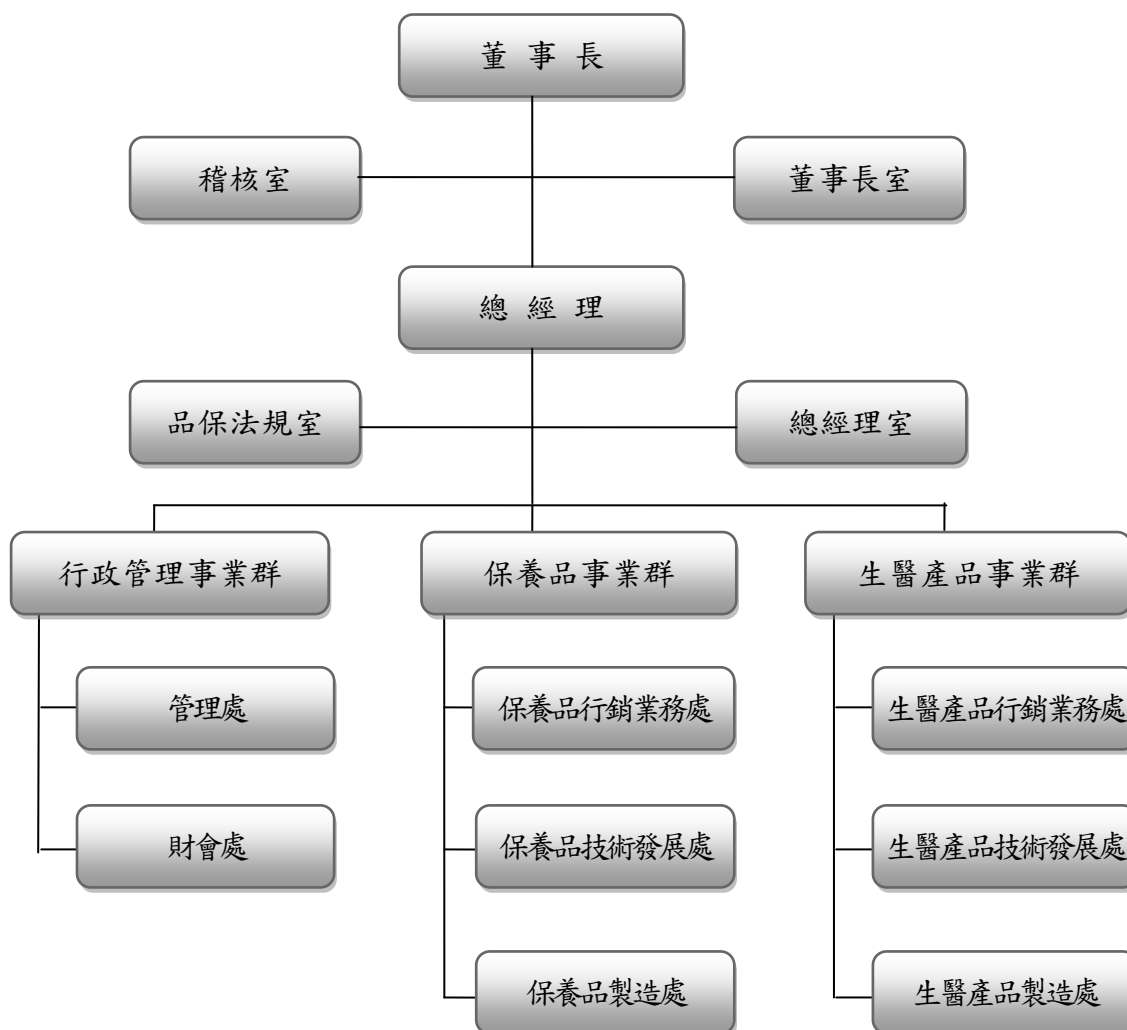 董 事 長
稽核室
董事長室
總 經 理
品保法規室
總經理室
行政管理事業群
保養品事業群
生醫產品事業群
管理處
保養品行銷業務處
生醫產品行銷業務處
財會處
保養品技術發展處
生醫產品技術發展處
保養品製造處
生醫產品製造處